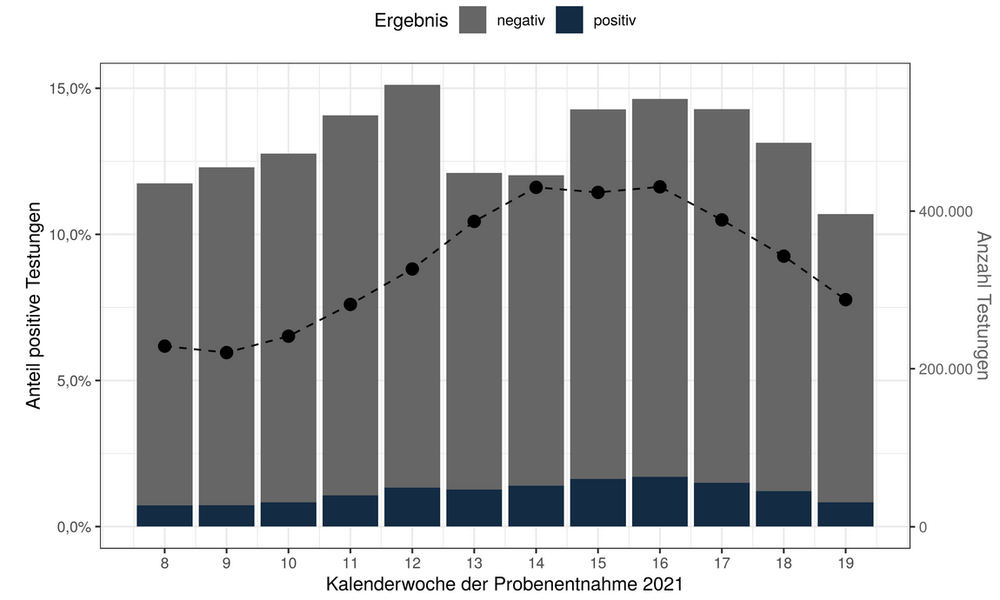 Ergebnis negativ positiv
15,0%
10,0%
5,0%
0,0%
Anteil positive Testungen
400.000
200.000
0
Anzahl Testungen
8 9 10 11 12 13 14 15 16 17 18 19
Kalenderwoche der Probenentnahme 2021